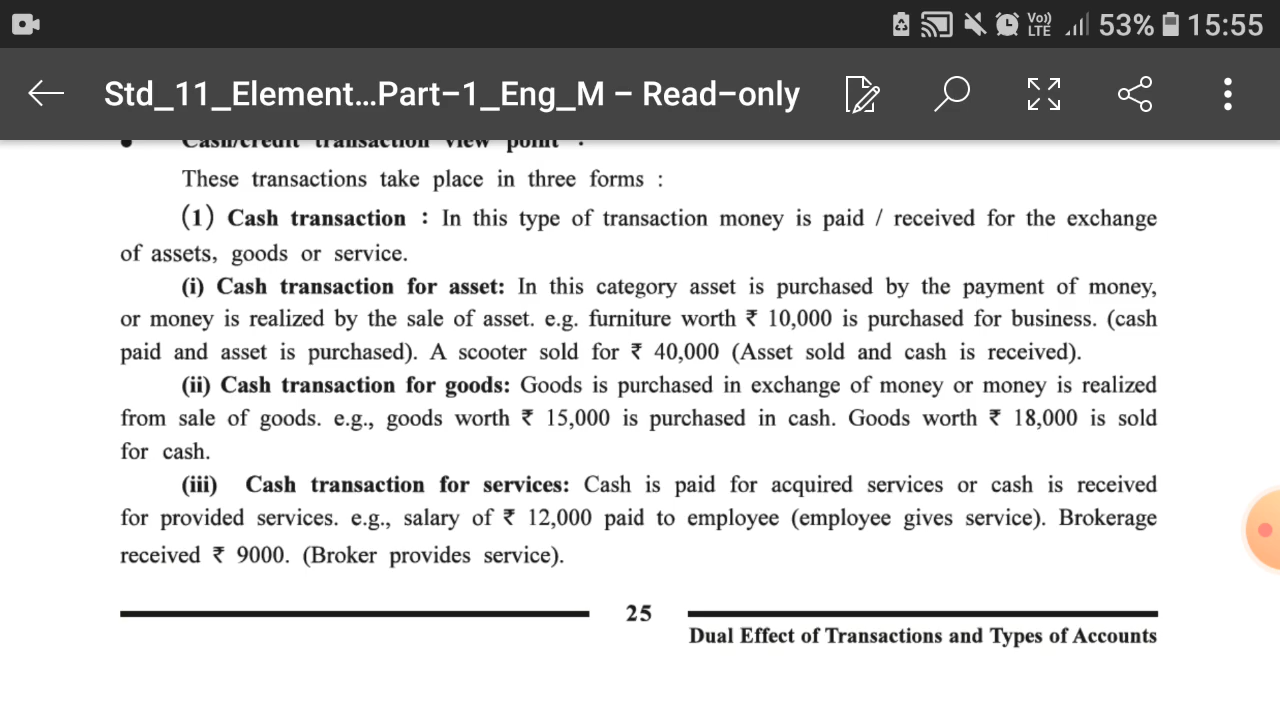 Vo)) LTE 53% 15:55
Std_11_Element...Part–1_Eng_M – Read–only
• Cash/credit transaction view point :
These transactions take place in three forms :
(1) Cash transaction : In this type of transaction money is paid / received for the exchange
of assets, goods or service.
(i) Cash transaction for asset: In this category asset is purchased by the payment of money,
or money is realized by the sale of asset. e.g. furniture worth ₹ 10,000 is purchased for business. (cash
paid and asset is purchased). A scooter sold for ₹ 40,000 (Asset sold and cash is received).
(ii) Cash transaction for goods: Goods is purchased in exchange of money or money is realized
from sale of goods. e.g., goods worth ₹ 15,000 is purchased in cash. Goods worth ₹ 18,000 is sold
for cash.
(iii) Cash transaction for services: Cash is paid for acquired services or cash is received
for provided services. e.g., salary of ₹ 12,000 paid to employee (employee gives service). Brokerage
received ₹ 9000. (Broker provides service).
25
Dual Effect of Transactions and Types of Accounts